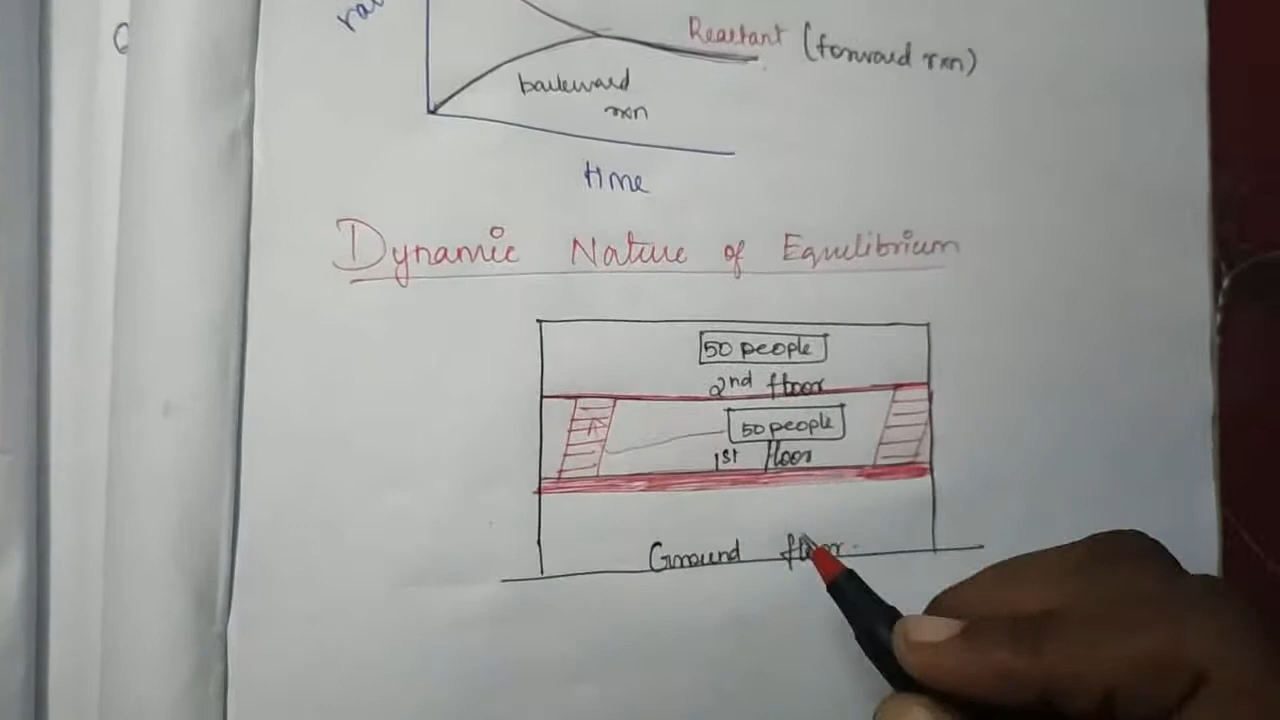 Reactant (forward rxn)
backward
rxn
time
Dynamic Nature of Equilibrium
50 people
2nd floor
50 people
1st floor
Ground floor